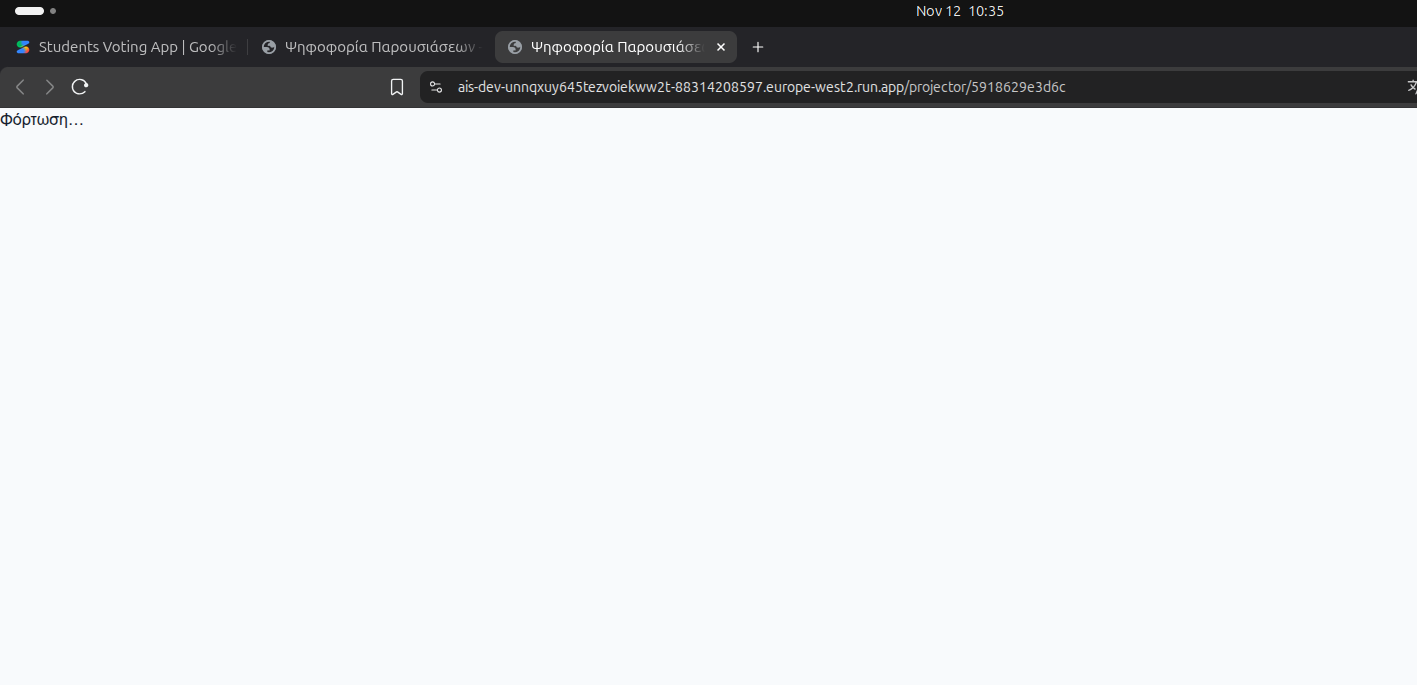 Nov 12 10:35
Students Voting App | Google
Ψηφοφορία Παρουσιάσεων
Ψηφοφορία Παρουσιάσε
ais-dev-unnqxuy645tezvoiekww2t-88314208597.europe-west2.run.app/projector/5918629e3d6c
Φόρτωση…